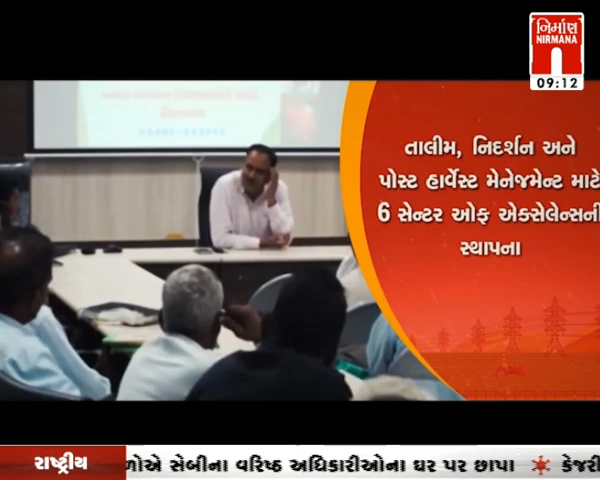 નિર્માણ
NIRMANA
09:12
તાલીમ, નિદર્શન અને
પોસ્ટ હાર્વેસ્ટ મેનેજમેન્ટ માટે
6 સેન્ટર ઓફ એક્સેલેન્સની
સ્થાપના
રાષ્ટ્રીય
ળોએ સેબીના વરિષ્ઠ અધિકારીઓના ઘર પર છાપા
કેજરી